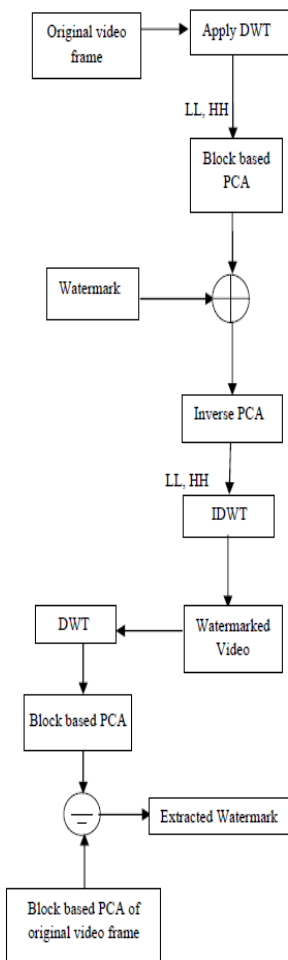 Original video
frame
Apply DWT
LL, HH
Block based
PCA
Watermark
Inverse PCA
LL, HH
IDWT
DWT
Watermarked
Video
Block based PCA
Extracted Watermark
Block based PCA of
original video frame